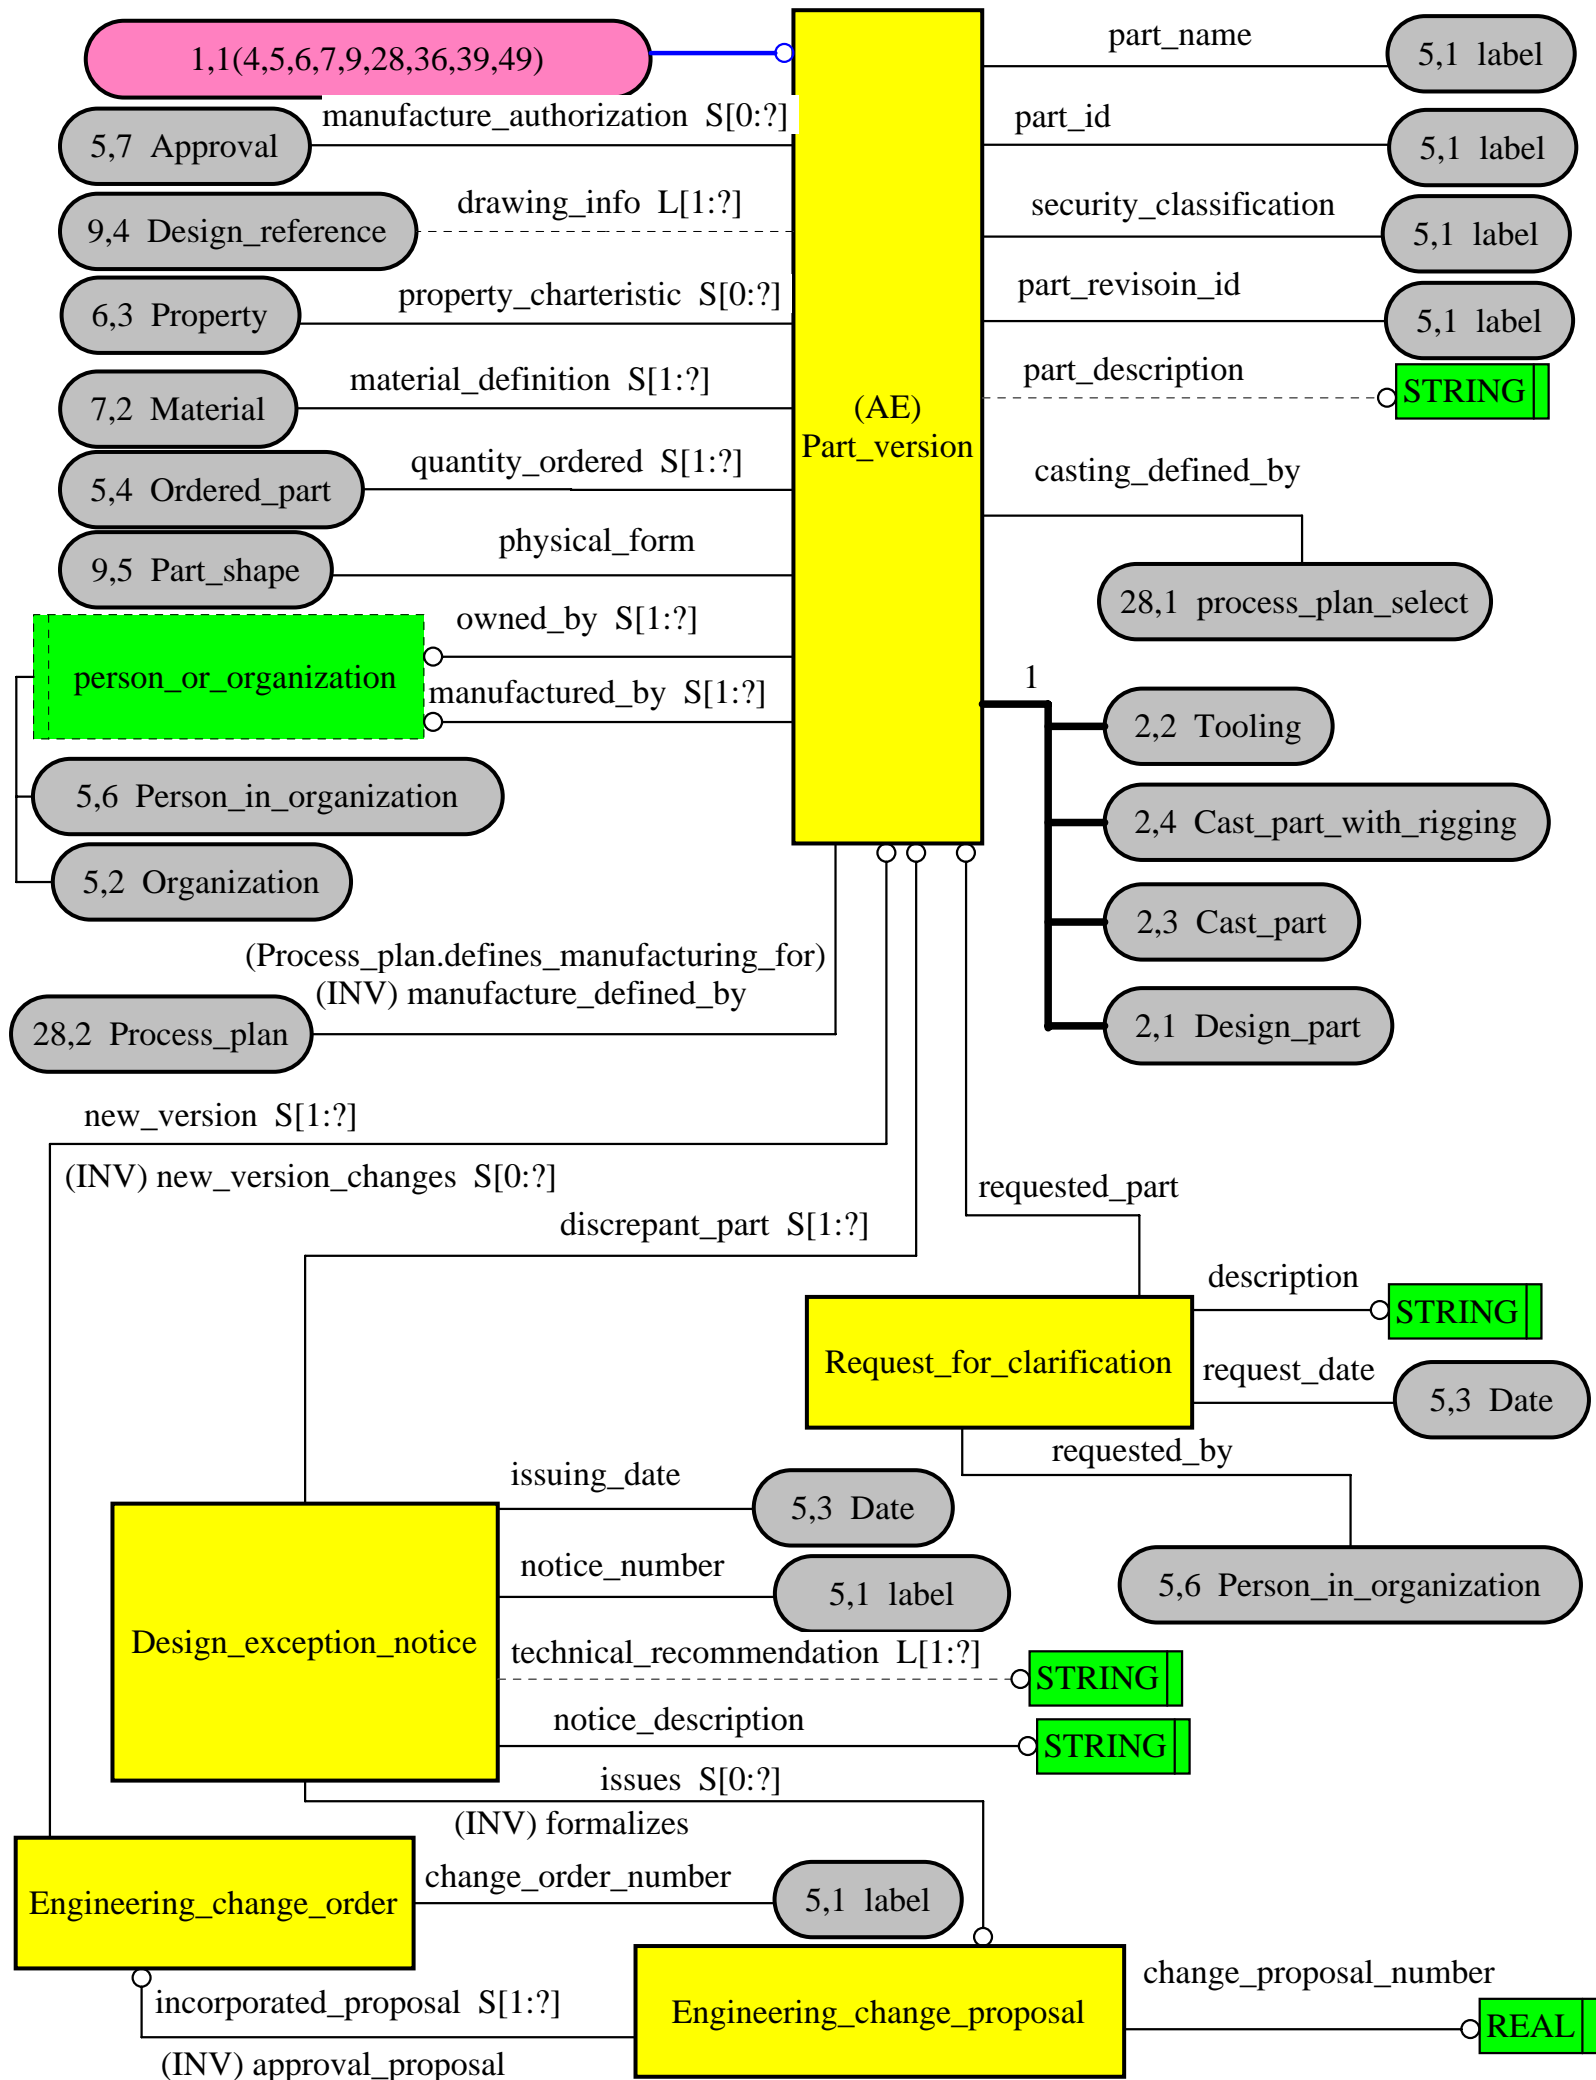 1,1(4,5,6,7,9,28,36,39,49)
manufacture_authorization S[0:?]
5,7 Approval
drawing_info L[1:?]
9,4 Design_reference
property_charteristic S[0:?]
6,3 Property
material_definition S[1:?]
7,2 Material
quantity_ordered S[1:?]
5,4 Ordered_part
physical_form
9,5 Part_shape
owned_by S[1:?]
person_or_organization
manufactured_by S[1:?]
5,6 Person_in_organization
5,2 Organization
(AE)
Part_version
part_name
5,1 label
part_id
5,1 label
security_classification
5,1 label
part_revisoin_id
5,1 label
part_description
STRING
casting_defined_by
28,1 process_plan_select
1
2,2 Tooling
2,4 Cast_part_with_rigging
2,3 Cast_part
2,1 Design_part
(Process_plan.defines_manufacturing_for)
(INV) manufacture_defined_by
28,2 Process_plan
new_version S[1:?]
(INV) new_version_changes S[0:?]
discrepant_part S[1:?]
requested_part
description
STRING
Request_for_clarification
request_date
5,3 Date
requested_by
5,6 Person_in_organization
issuing_date
5,3 Date
notice_number
5,1 label
Design_exception_notice
technical_recommendation L[1:?]
STRING
notice_description
STRING
issues S[0:?]
(INV) formalizes
Engineering_change_order
change_order_number
5,1 label
incorporated_proposal S[1:?]
(INV) approval_proposal
Engineering_change_proposal
change_proposal_number
REAL